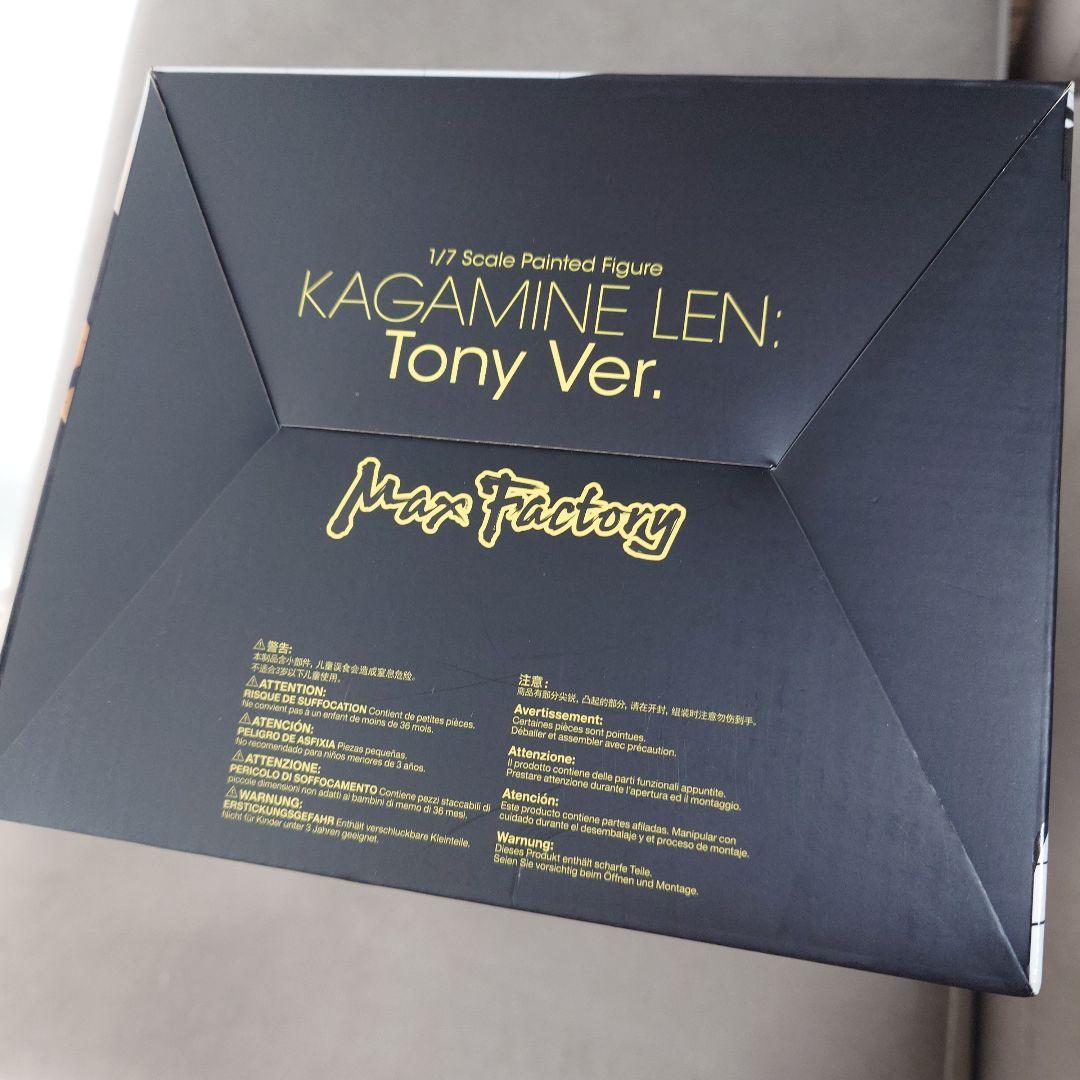 1/7 Scale Painted Figure
KAGAMINE LEN:
Tony Ver.
Max Factory
⚠警告:
本制品含小部件, 儿童误食会造成窒息危险。
不适合3岁以下儿童使用。
⚠ATTENTION:
RISQUE DE SUFFOCATION Contient de petites pièces.
Ne convient pas à un enfant de moins de 36 mois.
⚠ATENCIÓN:
PELIGRO DE ASFIXIA Piezas pequeñas.
No recomendado para niños menores de 3 años.
⚠ATTENZIONE:
PERICOLO DI SOFFOCAMENTO Contiene pezzi staccabili di
piccole dimensioni non adatti ai bambini di memo di 36 mesi.
⚠WARNUNG:
ERSTICKUNGSGEFAHR Enthält verschluckbare Kleinteile.
Nicht für Kinder unter 3 Jahren geeignet.
注意:
商品有部分尖锐, 凸起的部分, 请在开封, 组装时注意勿伤到手。
Avertissement:
Certaines pièces sont pointues.
Déballer et assembler avec précaution.
Attenzione:
Il prodotto contiene delle parti funzionali appuntite.
Prestare attenzione durante l'apertura ed il montaggio.
Atención:
Este producto contiene partes afiladas. Manipular con
cuidado durante el desembalaje y et proceso de montaje.
Warnung:
Dieses Produkt enthält scharfe Teile.
Seien Sie vorsichtig beim Öffnen und Montage.